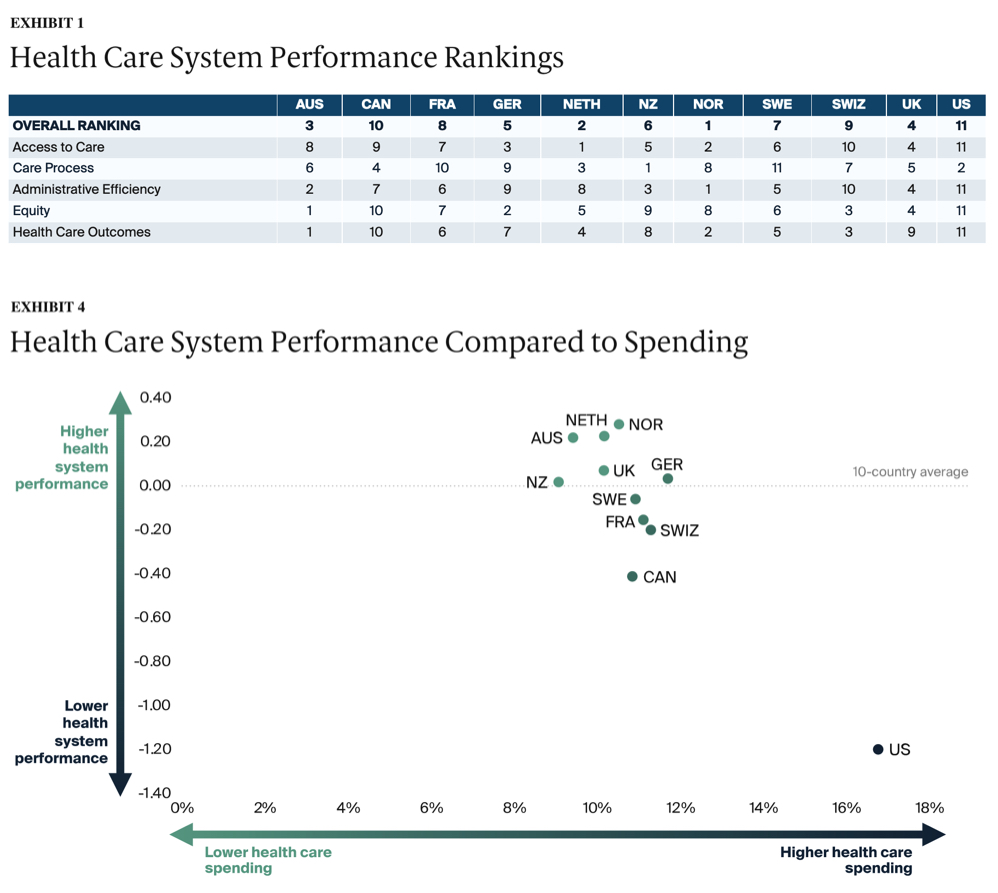 EXHIBIT 1
Health Care System Performance Rankings
AUS CAN FRA GER NETH NZ NOR SWE SWIZ UK US
OVERALL RANKING 3 10 8 5 2 6 1 7 9 4 11
Access to Care 8 9 7 3 1 5 2 6 10 4 11
Care Process 6 4 10 9 3 1 8 11 7 5 2
Administrative Efficiency 2 7 6 9 8 3 1 5 10 4 11
Equity 1 10 7 2 5 9 8 6 3 4 11
Health Care Outcomes 1 10 6 7 4 8 2 5 3 9 11
EXHIBIT 4
Health Care System Performance Compared to Spending
Higher
health
system
performance
Lower
health
system
performance
0.40
0.20
0.00
-0.20
-0.40
-0.60
-0.80
-1.00
-1.20
-1.40
NETH
NOR
AUS
UK
GER
10-country average
NZ
SWE
FRA
SWIZ
CAN
US
0% 2% 4% 6% 8% 10% 12% 14% 16% 18%
Lower health care
spending
Higher health care
spending